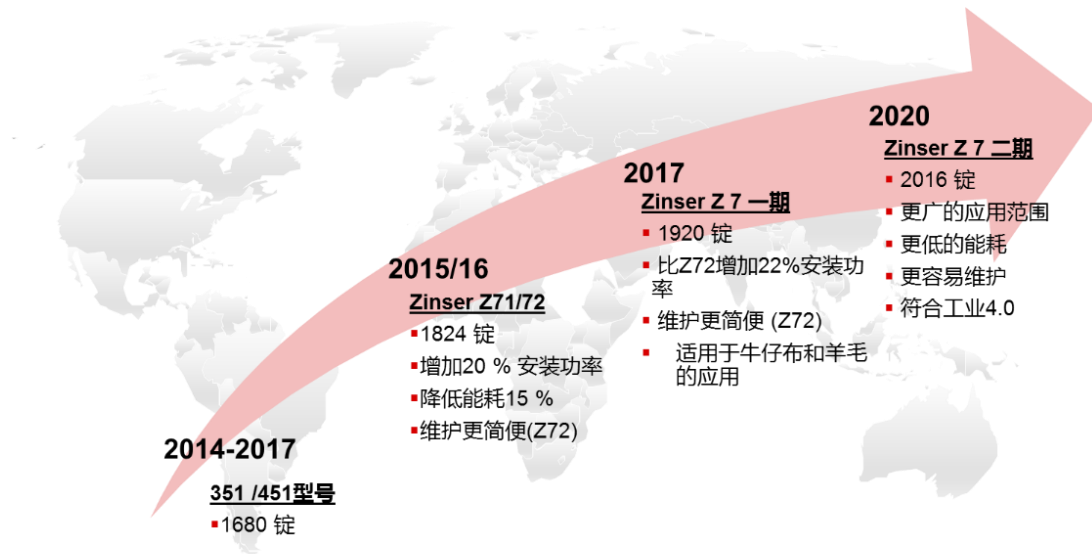 2014-2017
351 /451型号
▪1680 锭
2015/16
Zinser Z71/72
▪1824 锭
▪增加20 % 安装功率
▪降低能耗15 %
▪维护更简便(Z72)
2017
Zinser Z 7 一期
▪ 1920 锭
▪ 比Z72增加22%安装功
率
▪ 维护更简便 (Z72)
▪ 适用于牛仔布和羊毛
的应用
2020
Zinser Z 7 二期
▪ 2016 锭
▪ 更广的应用范围
▪ 更低的能耗
▪ 更容易维护
▪ 符合工业4.0